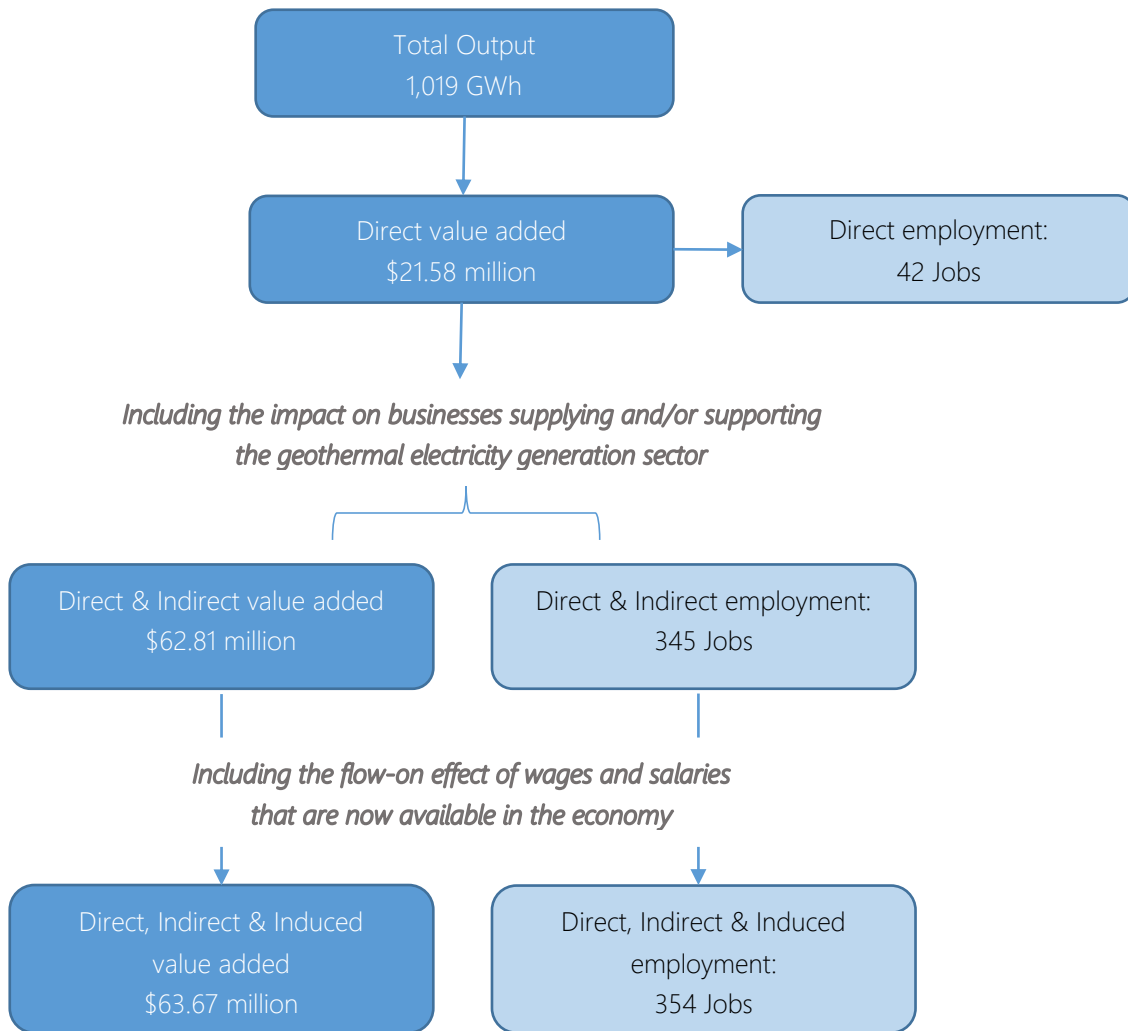 Total Output
1,019 GWh
Direct value added
$21.58 million
Direct employment:
42 Jobs
Including the impact on businesses supplying and/or supporting
the geothermal electricity generation sector
Direct & Indirect value added
$62.81 million
Direct & Indirect employment:
345 Jobs
Including the flow-on effect of wages and salaries
that are now available in the economy
Direct, Indirect & Induced
value added
$63.67 million
Direct, Indirect & Induced
employment:
354 Jobs